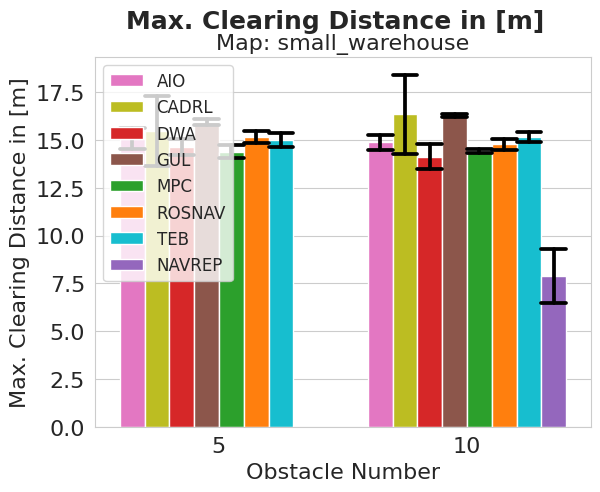 Max. Clearing Distance in [m]
Map: small_warehouse
Max. Clearing Distance in [m]
17.5
15.0
12.5
10.0
7.5
5.0
2.5
0.0
AIO
CADRL
DWA
GUL
MPC
ROSNAV
TEB
NAVREP
5
10
Obstacle Number